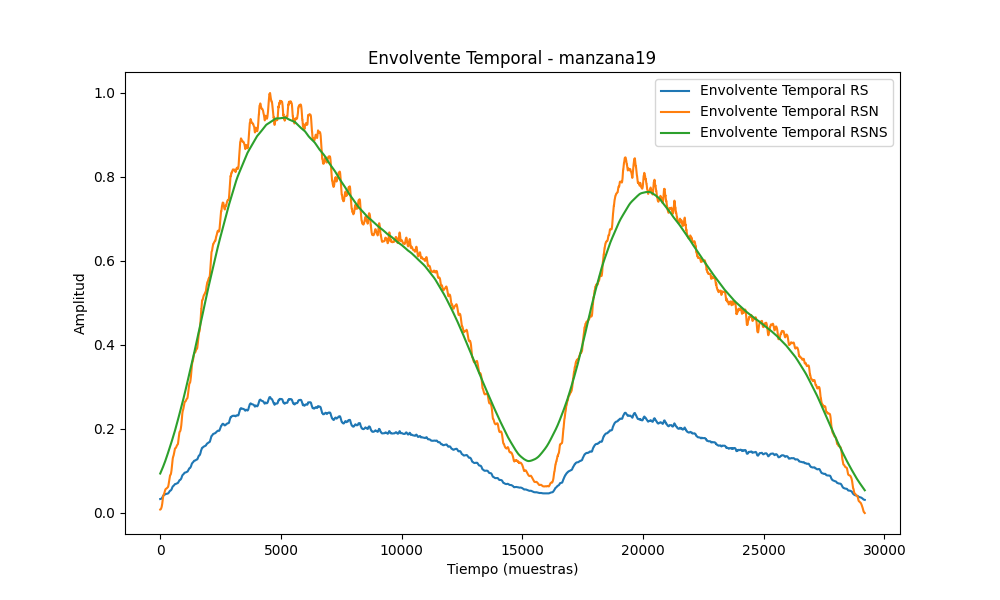 Envolvente Temporal - manzana19
Envolvente Temporal RS
Envolvente Temporal RSN
Envolvente Temporal RSNS
Amplitud
1.0
0.8
0.6
0.4
0.2
0.0
0
5000
10000
15000
20000
25000
30000
Tiempo (muestras)